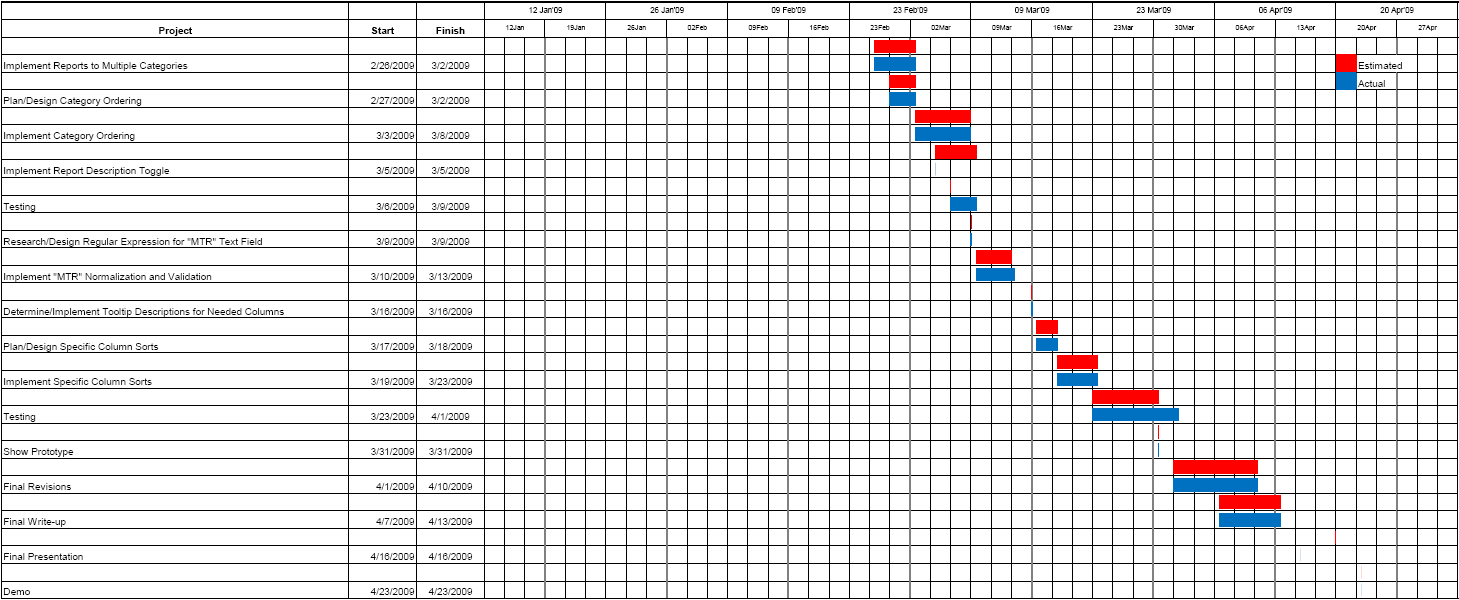 12 Jan'09 26 Jan'09 09 Feb'09 23 Feb'09 09 Mar'09 23 Mar'09 06 Apr'09 20 Apr'09
Project Start Finish 12Jan 19Jan 26Jan 02Feb 09Feb 16Feb 23Feb 02Mar 09Mar 16Mar 23Mar 30Mar 06Apr 13Apr 20Apr 27Apr
Implement Reports to Multiple Categories 2/26/2009 3/2/2009 Estimated
Actual
Plan/Design Category Ordering 2/27/2009 3/2/2009
Implement Category Ordering 3/3/2009 3/8/2009
Implement Report Description Toggle 3/5/2009 3/5/2009
Testing 3/6/2009 3/9/2009
Research/Design Regular Expression for "MTR" Text Field 3/9/2009 3/9/2009
Implement "MTR" Normalization and Validation 3/10/2009 3/13/2009
Determine/Implement Tooltip Descriptions for Needed Columns 3/16/2009 3/16/2009
Plan/Design Specific Column Sorts 3/17/2009 3/18/2009
Implement Specific Column Sorts 3/19/2009 3/23/2009
Testing 3/23/2009 4/1/2009
Show Prototype 3/31/2009 3/31/2009
Final Revisions 4/1/2009 4/10/2009
Final Write-up 4/7/2009 4/13/2009
Final Presentation 4/16/2009 4/16/2009
Demo 4/23/2009 4/23/2009